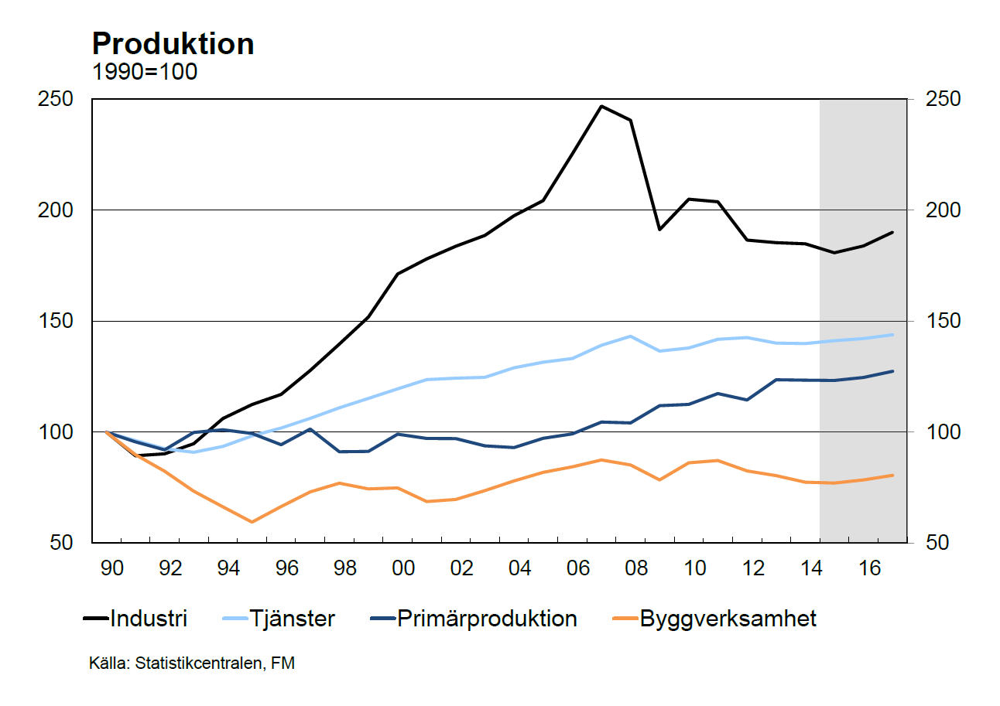 Produktion
1990=100
250 250
200 200
150 150
100 100
50 50
90 92 94 96 98 00 02 04 06 08 10 12 14 16
Industri Tjänster Primärproduktion Byggverksamhet
Källa: Statistikcentralen, FM